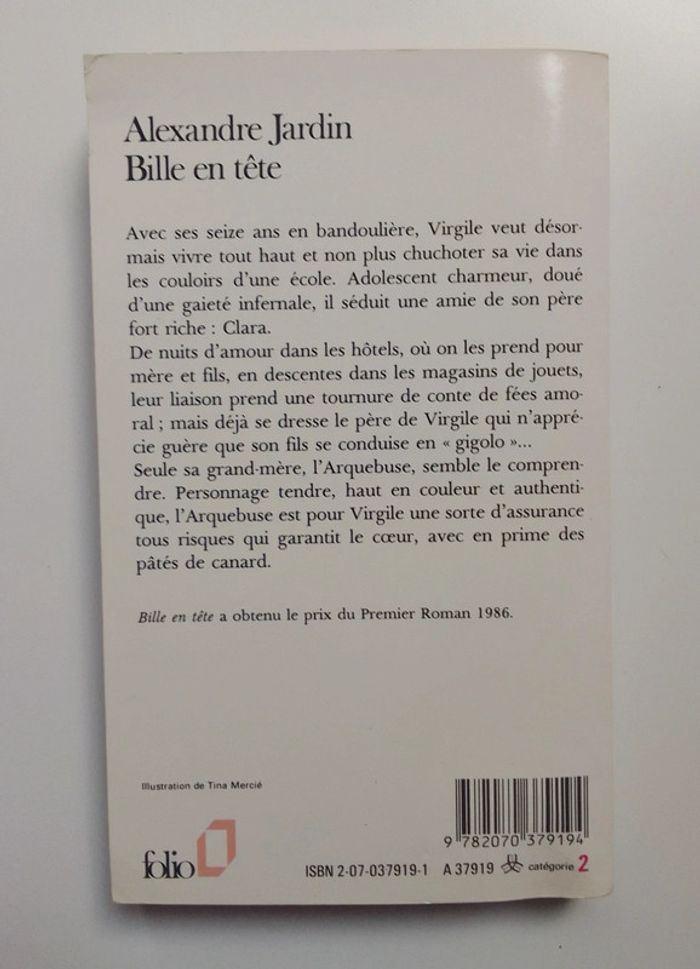 Alexandre Jardin
Bille en tête
Avec ses seize ans en bandoulière, Virgile veut désor-
mais vivre tout haut et non plus chuchoter sa vie dans
les couloirs d'une école. Adolescent charmeur, doué
d'une gaieté infernale, il séduit une amie de son père
fort riche : Clara.
De nuits d'amour dans les hôtels, où on les prend pour
mère et fils, en descentes dans les magasins de jouets,
leur liaison prend une tournure de conte de fées amo-
ral ; mais déjà se dresse le père de Virgile qui n'appré-
cie guère que son fils se conduise en « gigolo »...
Seule sa grand-mère, l'Arquebuse, semble le compren-
dre. Personnage tendre, haut en couleur et authenti-
que, l'Arquebuse est pour Virgile une sorte d'assurance
tous risques qui garantit le cœur, avec en prime des
pâtés de canard.
Bille en tête a obtenu le prix du Premier Roman 1986.
Illustration de Tina Mercié
9 782070 379194
folio
ISBN 2-07-037919-1 A 37919 catégorie 2